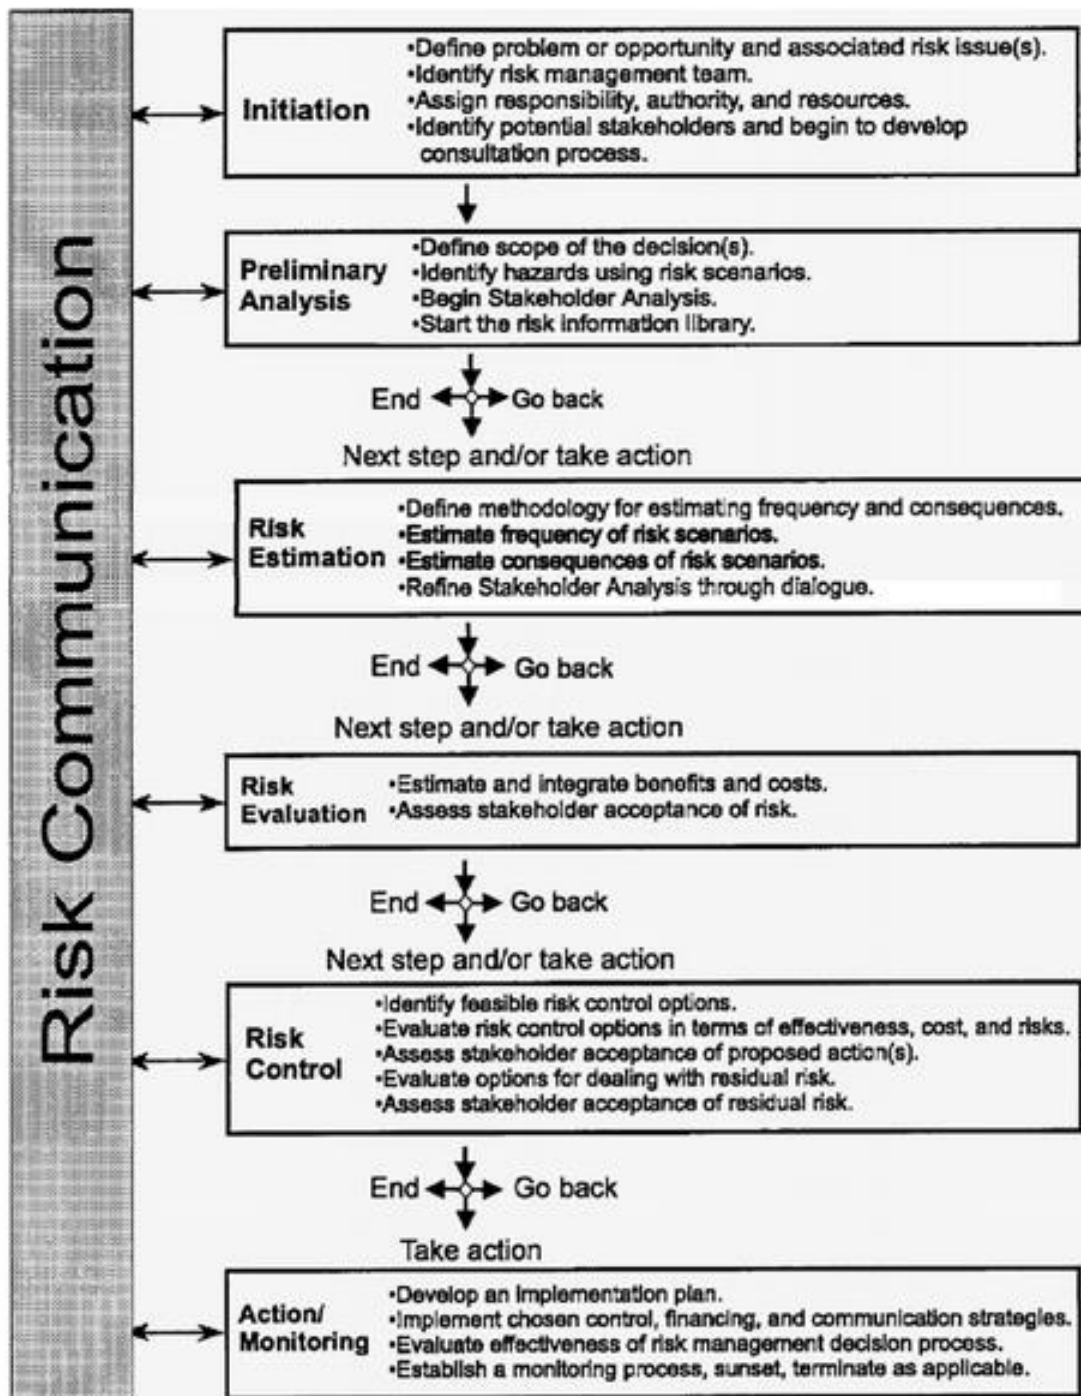 Risk Communication
Initiation
•Define problem or opportunity and associated risk issue(s).
•Identify risk management team.
•Assign responsibility, authority, and resources.
•Identify potential stakeholders and begin to develop
consultation process.
Preliminary
Analysis
•Define scope of the decision(s).
•Identify hazards using risk scenarios.
•Begin Stakeholder Analysis.
•Start the risk information library.
End Go back
Next step and/or take action
Risk
Estimation
•Define methodology for estimating frequency and consequences.
•Estimate frequency of risk scenarios.
•Estimate consequences of risk scenarios.
•Refine Stakeholder Analysis through dialogue.
End Go back
Next step and/or take action
Risk
Evaluation
•Estimate and integrate benefits and costs.
•Assess stakeholder acceptance of risk.
End Go back
Next step and/or take action
Risk
Control
•Identify feasible risk control options.
•Evaluate risk control options in terms of effectiveness, cost, and risks.
•Assess stakeholder acceptance of proposed action(s).
•Evaluate options for dealing with residual risk.
•Assess stakeholder acceptance of residual risk.
End Go back
Take action
Action/
Monitoring
•Develop an implementation plan.
•Implement chosen control, financing, and communication strategies.
•Evaluate effectiveness of risk management decision process.
•Establish a monitoring process, sunset, terminate as applicable.